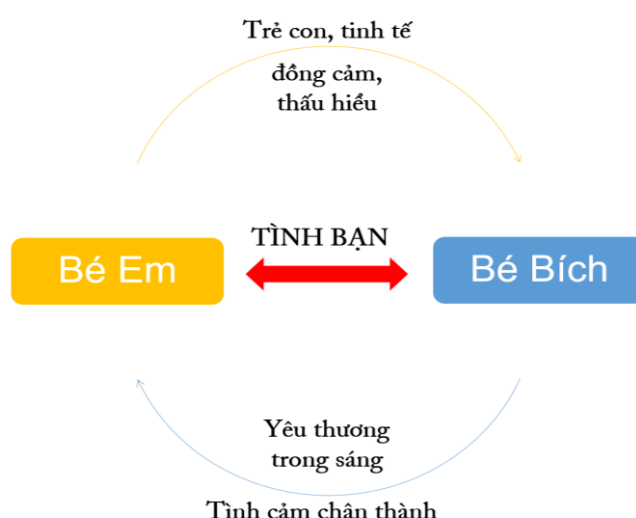 Trẻ con, tinh tế
đồng cảm,
thấu hiểu
TÌNH BẠN
Bé Em
Bé Bích
Yêu thương
trong sáng
Tình cảm chân thành